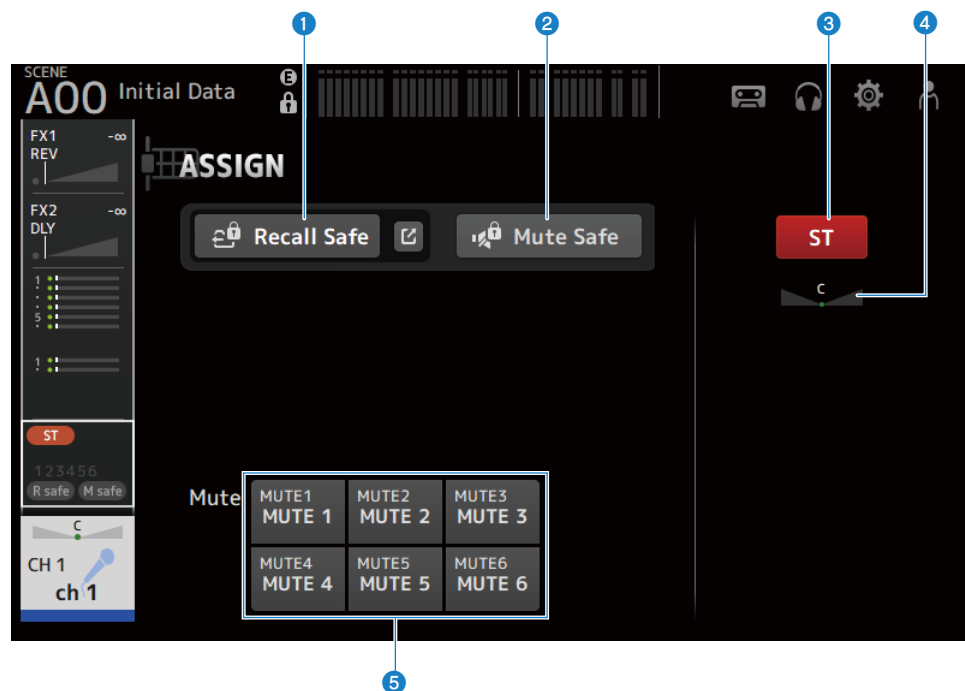 1 2 3 4
SCENE
A00 Initial Data
E
FX1 -∞
REV
ASSIGN
FX2 -∞
DLY
Recall Safe
Mute Safe
ST
C
1
5
1
ST
123456
R safe M safe
Mute
MUTE1 MUTE2 MUTE3
MUTE 1 MUTE 2 MUTE 3
MUTE4 MUTE5 MUTE6
MUTE 4 MUTE 5 MUTE 6
C
CH 1
ch 1
5